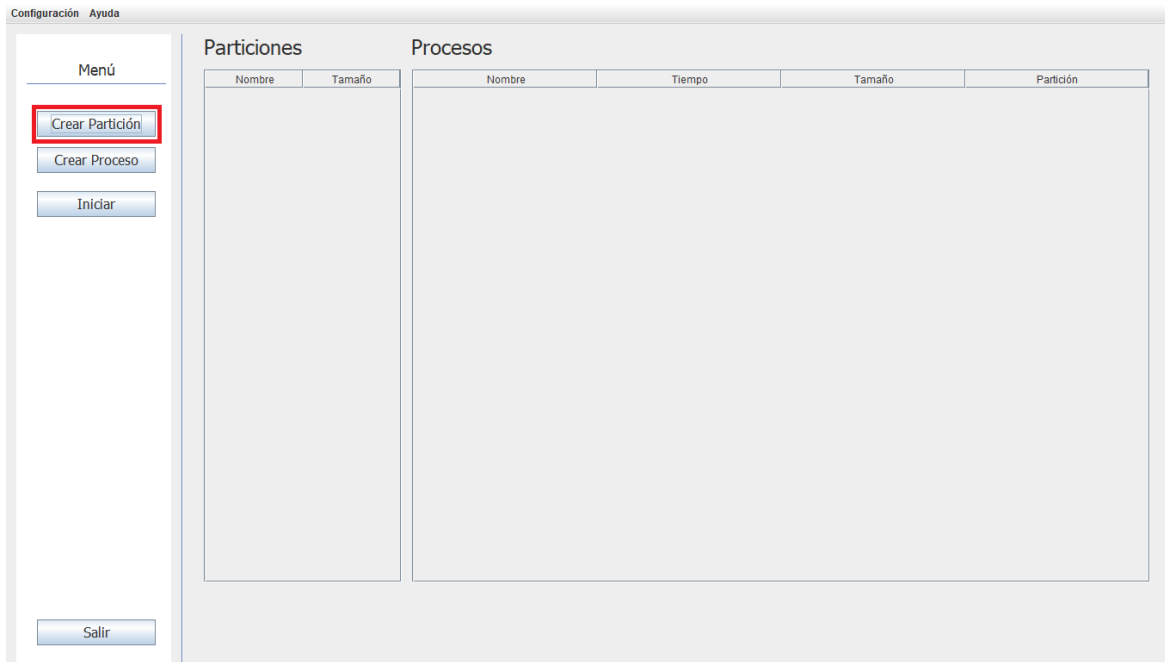 Configuración Ayuda
Menú
Crear Partición
Crear Proceso
Iniciar
Salir
Particiones
Nombre Tamaño
Procesos
Nombre Tiempo Tamaño Partición